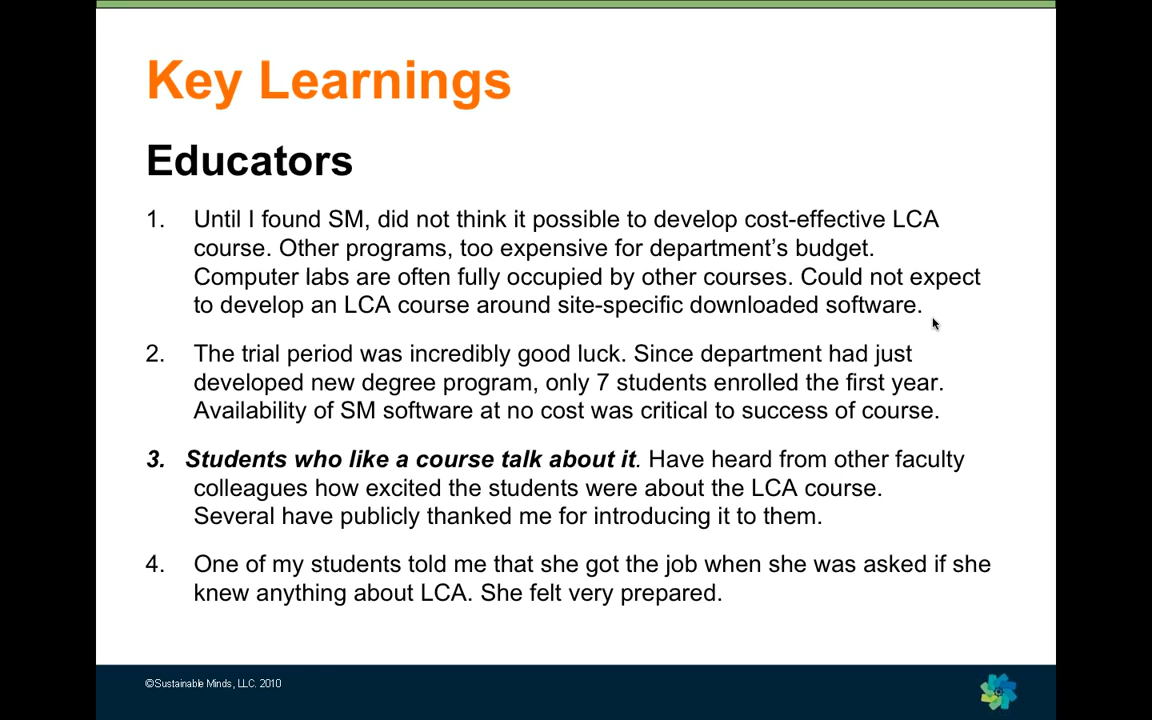 Key Learnings
Educators
1. Until I found SM, did not think it possible to develop cost-effective LCA
course. Other programs, too expensive for department’s budget.
Computer labs are often fully occupied by other courses. Could not expect
to develop an LCA course around site-specific downloaded software.
2. The trial period was incredibly good luck. Since department had just
developed new degree program, only 7 students enrolled the first year.
Availability of SM software at no cost was critical to success of course.
3. Students who like a course talk about it. Have heard from other faculty
colleagues how excited the students were about the LCA course.
Several have publicly thanked me for introducing it to them.
4. One of my students told me that she got the job when she was asked if she
knew anything about LCA. She felt very prepared.
©Sustainable Minds, LLC. 2010